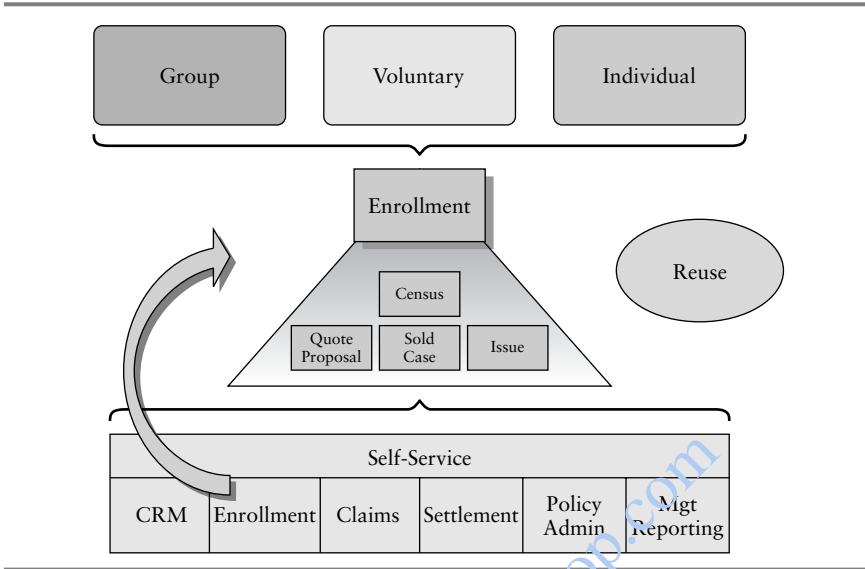 Group
Voluntary
Individual
Enrollment
Reuse
Census
Quote
Proposal
Sold
Case
Issue
Self-Service
CRM
Enrollment
Claims
Settlement
Policy
Admin
Mgt
Reporting